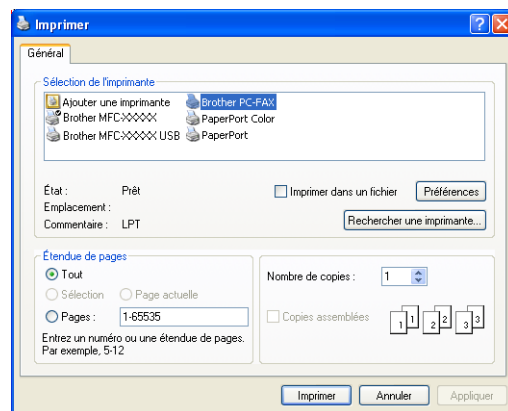 Imprimer
Général
Sélection de l'imprimante
Ajouter une imprimante
Brother PC-FAX
Brother MFC-XXXXX
PaperPort Color
Brother MFC-XXXXX USB
PaperPort
État : Prêt
Emplacement :
Commentaire : LPT
Imprimer dans un fichier
Préférences
Rechercher une imprimante...
Étendue de pages
Tout
Sélection
Page actuelle
Pages : 1-65535
Entrez un numéro ou une étendue de pages.
Par exemple, 5-12
Nombre de copies : 1
Copies assemblées
1 1 2 2 3 3
Imprimer
Annuler
Appliquer